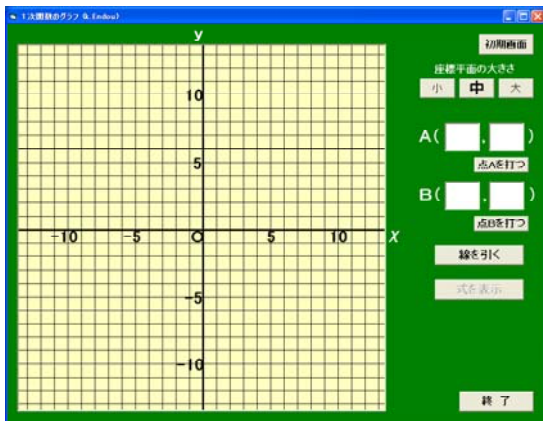 1次関数のグラフ (k.Endou)
y
初期画面
座標平面の大きさ
小 中 大
10
A( , )
点Aを打つ
5
B( , )
点Bを打つ
-10 -5 O 5 10 x
線を引く
式を表示
-5
-10
終 了